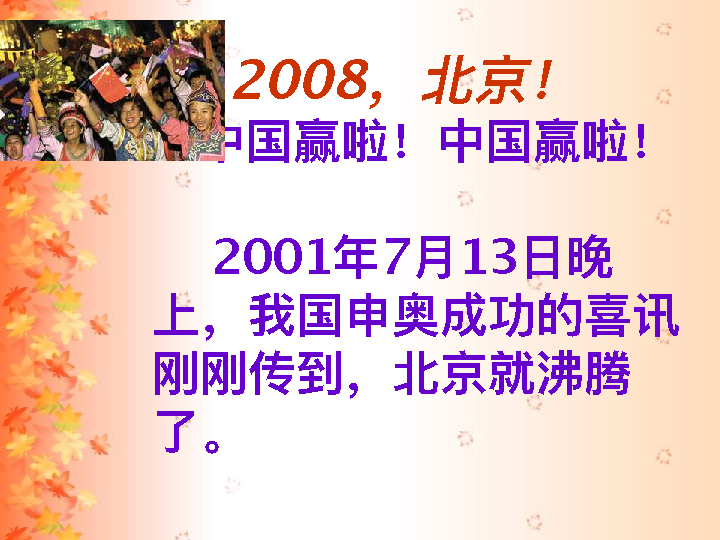 2008，北京！
中国赢啦！中国赢啦！
2001年7月13日晚
上，我国申奥成功的喜讯
刚刚传到，北京就沸腾
了。